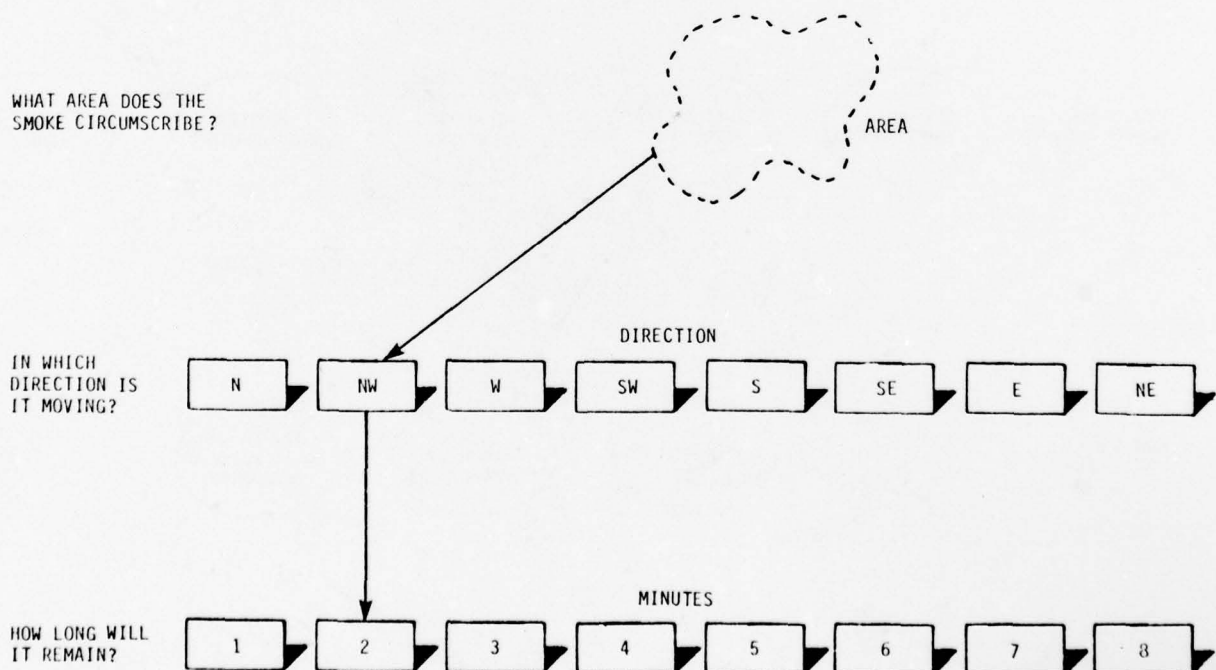 WHAT AREA DOES THE
SMOKE CIRCUMSCRIBE?
AREA
DIRECTION
IN WHICH
DIRECTION IS
IT MOVING?
N NW W SW S SE E NE
MINUTES
HOW LONG WILL
IT REMAIN?
1 2 3 4 5 6 7 8